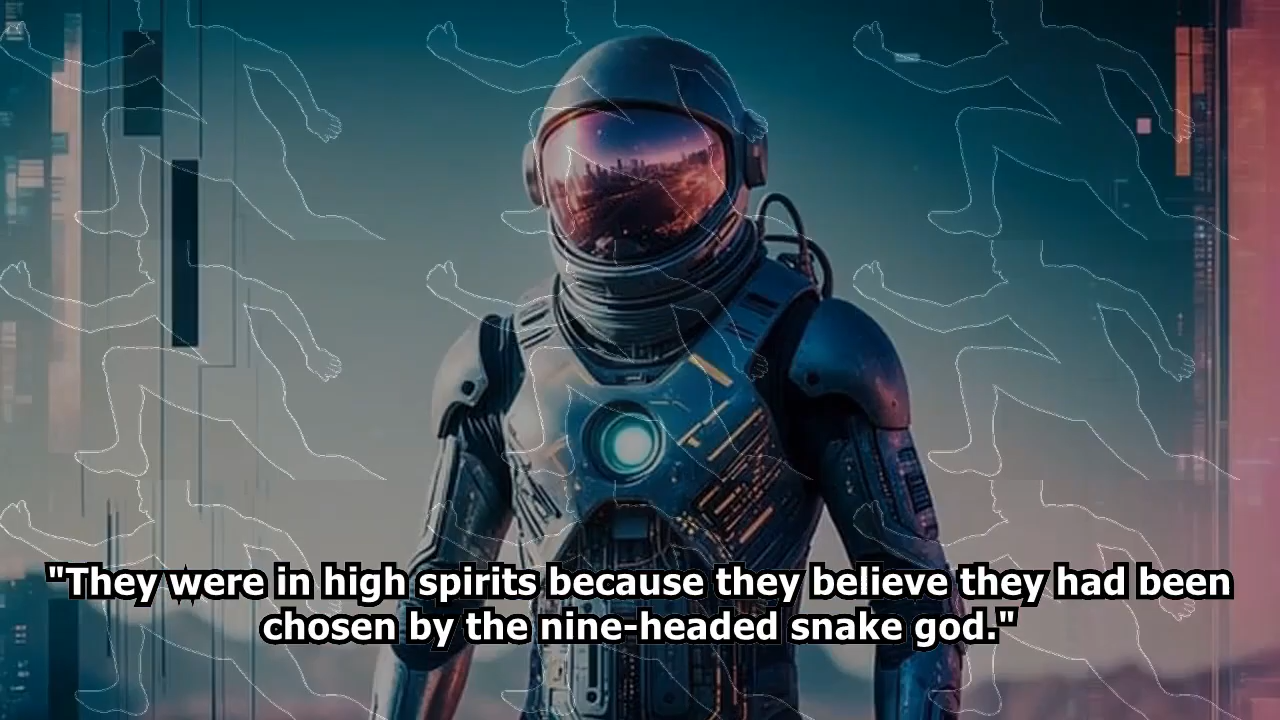 "They were in high spirits because they believe they had been
chosen by the nine-headed snake god."